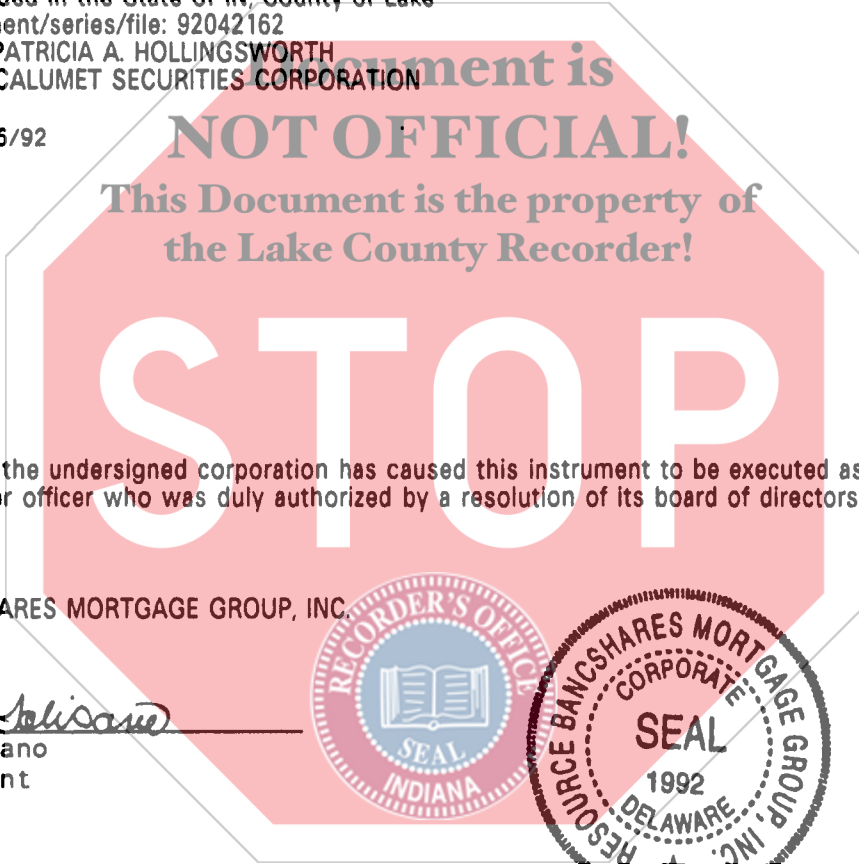 ent/series/file: 92042162
PATRICIA A. HOLLINGSWORTH
CALUMET SECURITIES CORPORATION
Document is
6/92
NOT OFFICIAL!
This Document is the property of
the Lake County Recorder!
STOP
the undersigned corporation has caused this instrument to be executed as
r officer who was duly authorized by a resolution of its board of directors
ARES MORTGAGE GROUP, INC.
RECORDER'S OFFICE
SEAL
INDIANA
ano
nt
RESOURCE BANCSHARES MORTGAGE GROUP, INC.
CORPORATE
SEAL
1992
DELAWARE